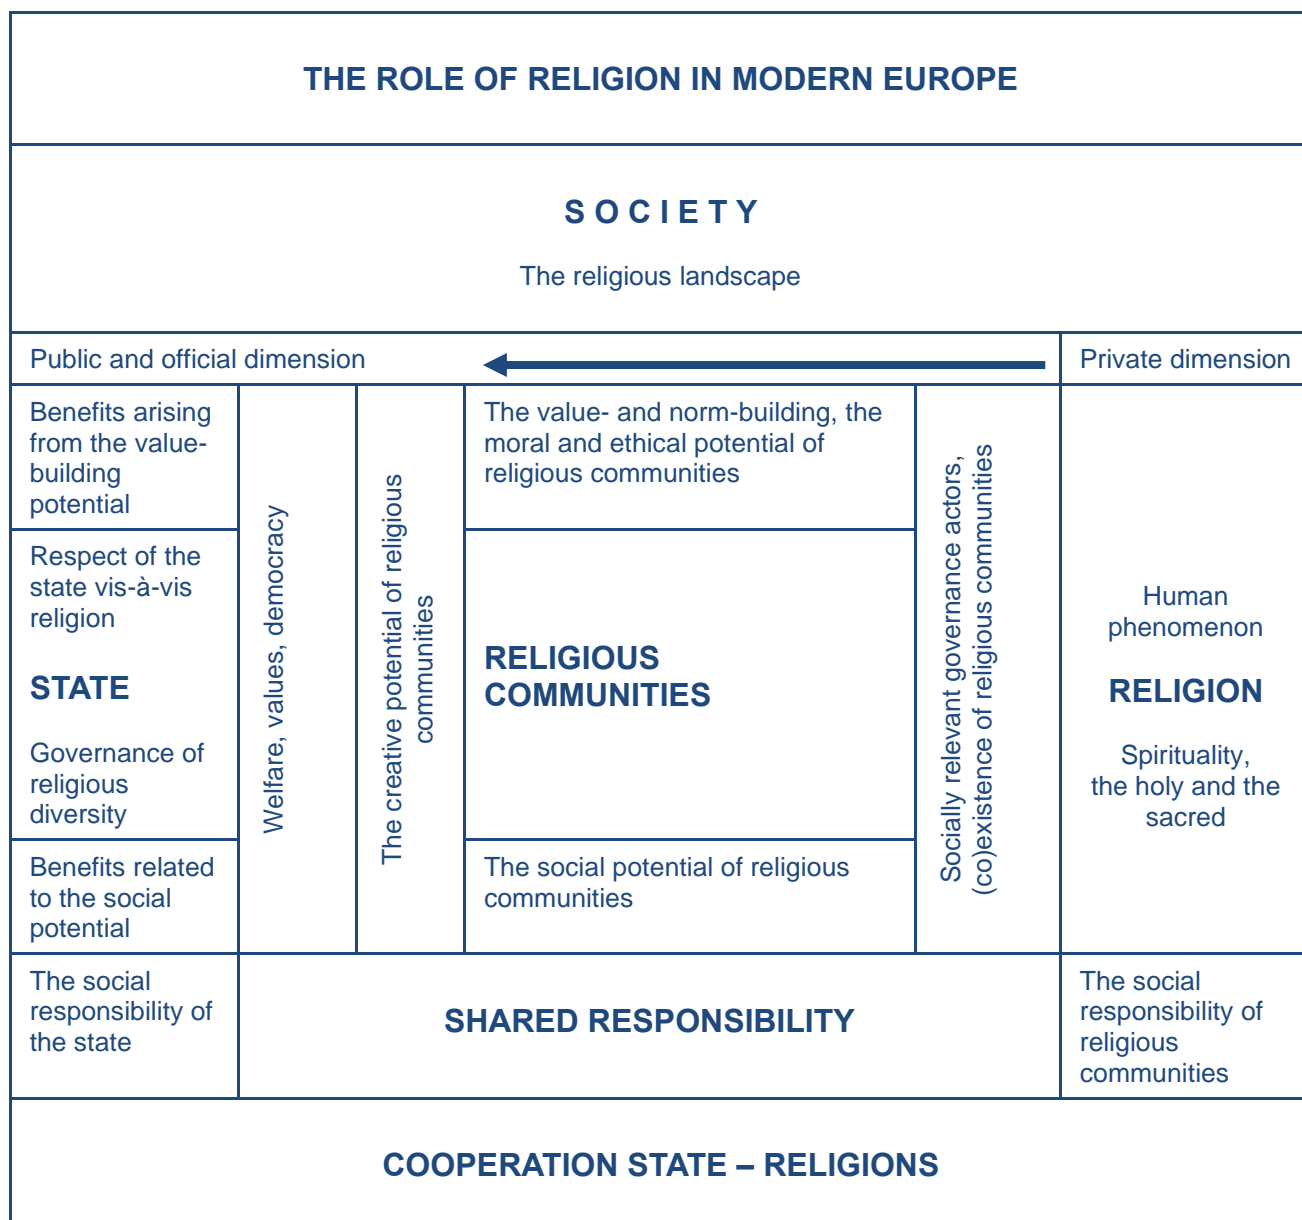 THE ROLE OF RELIGION IN MODERN EUROPE
S O C I E T Y
The religious landscape
Public and official dimension
Private dimension
Benefits arising
from the value-
building
potential
Respect of the
state vis-à-vis
religion
STATE
Governance of
religious
diversity
Benefits related
to the social
potential
Welfare, values, democracy
The creative potential of religious
communities
The value- and norm-building, the
moral and ethical potential of
religious communities
RELIGIOUS
COMMUNITIES
The social potential of religious
communities
Socially relevant governance actors,
(co)existence of religious communities
Human
phenomenon
RELIGION
Spirituality,
the holy and the
sacred
The social
responsibility of
the state
SHARED RESPONSIBILITY
The social
responsibility of
religious
communities
COOPERATION STATE – RELIGIONS